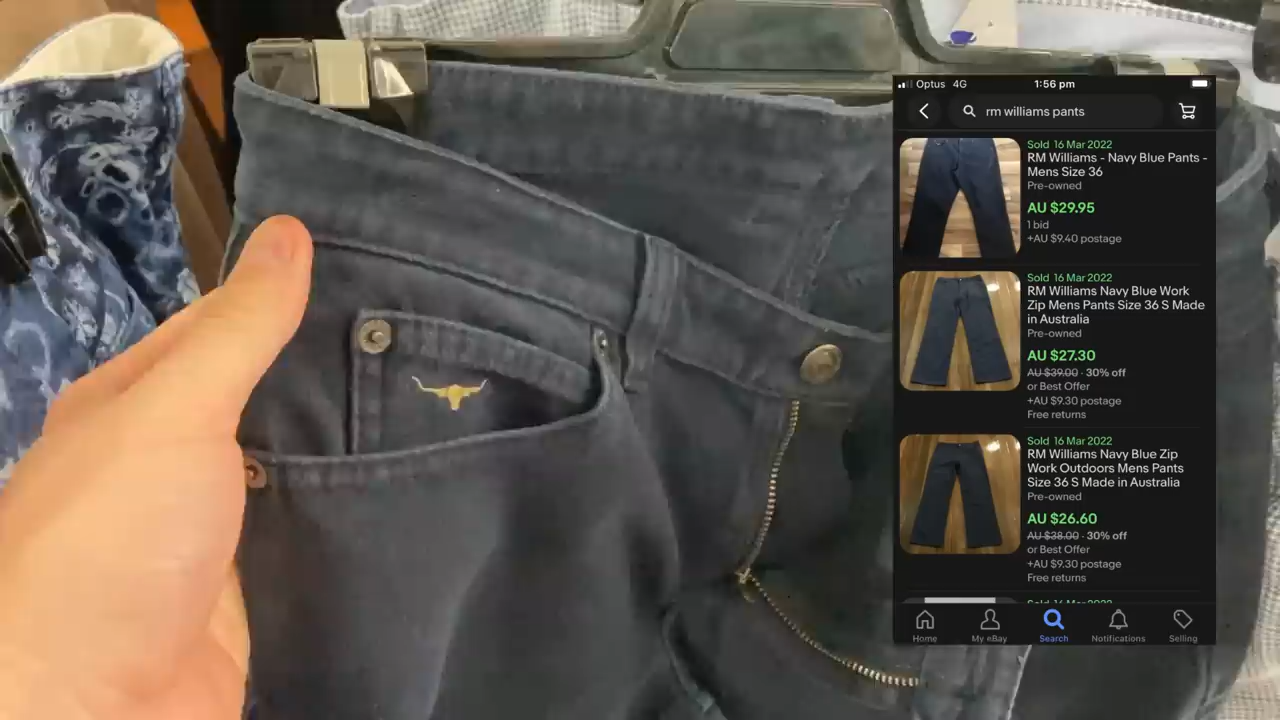 Optus 4G 1:56 pm
rm williams pants
Sold 16 Mar 2022
RM Williams - Navy Blue Pants -
Mens Size 36
Pre-owned
AU $29.95
1 bid
+AU $9.40 postage
Sold 16 Mar 2022
RM Williams Navy Blue Work
Zip Mens Pants Size 36 S Made
in Australia
Pre-owned
AU $27.30
AU $39.00 · 30% off
or Best Offer
+AU $9.30 postage
Free returns
Sold 16 Mar 2022
RM Williams Navy Blue Zip
Work Outdoors Mens Pants
Size 36 S Made in Australia
Pre-owned
AU $26.60
AU $38.00 · 30% off
or Best Offer
+AU $9.30 postage
Free returns
Home My eBay Search Notifications Selling